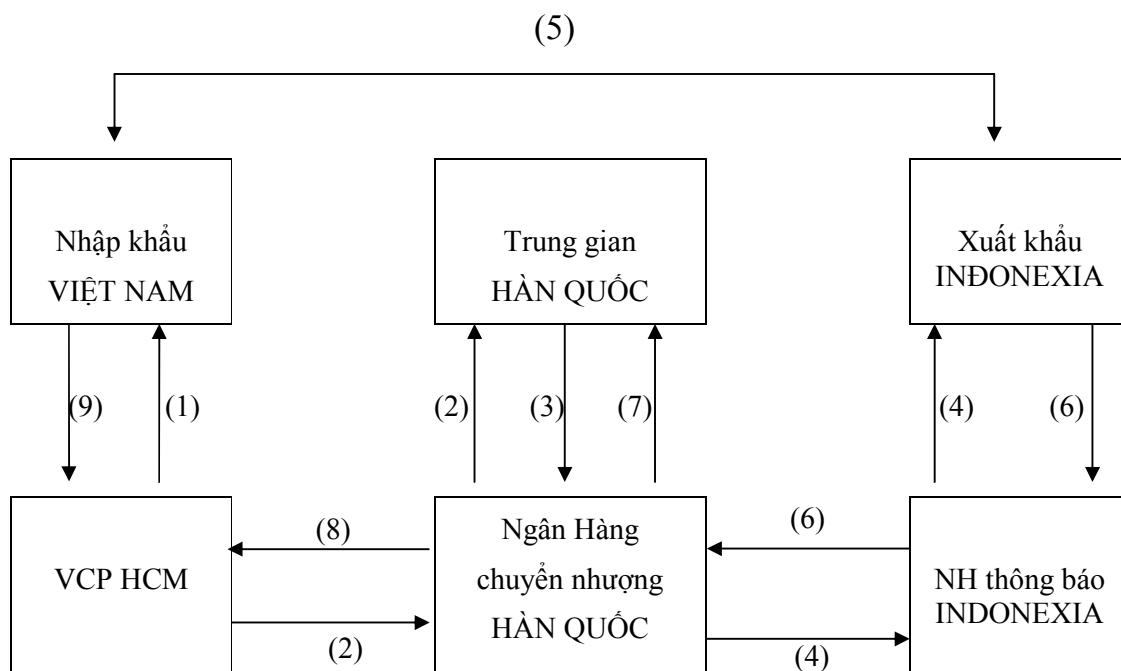 (5)
Nhập khẩu
VIỆT NAM
Trung gian
HÀN QUỐC
Xuất khẩu
INĐONEXIA
(9)
(1)
(2)
(3)
(7)
(4)
(6)
VCP HCM
(8)
(2)
Ngân Hàng
chuyển nhượng
HÀN QUỐC
(6)
(4)
NH thông báo
INDONEXIA